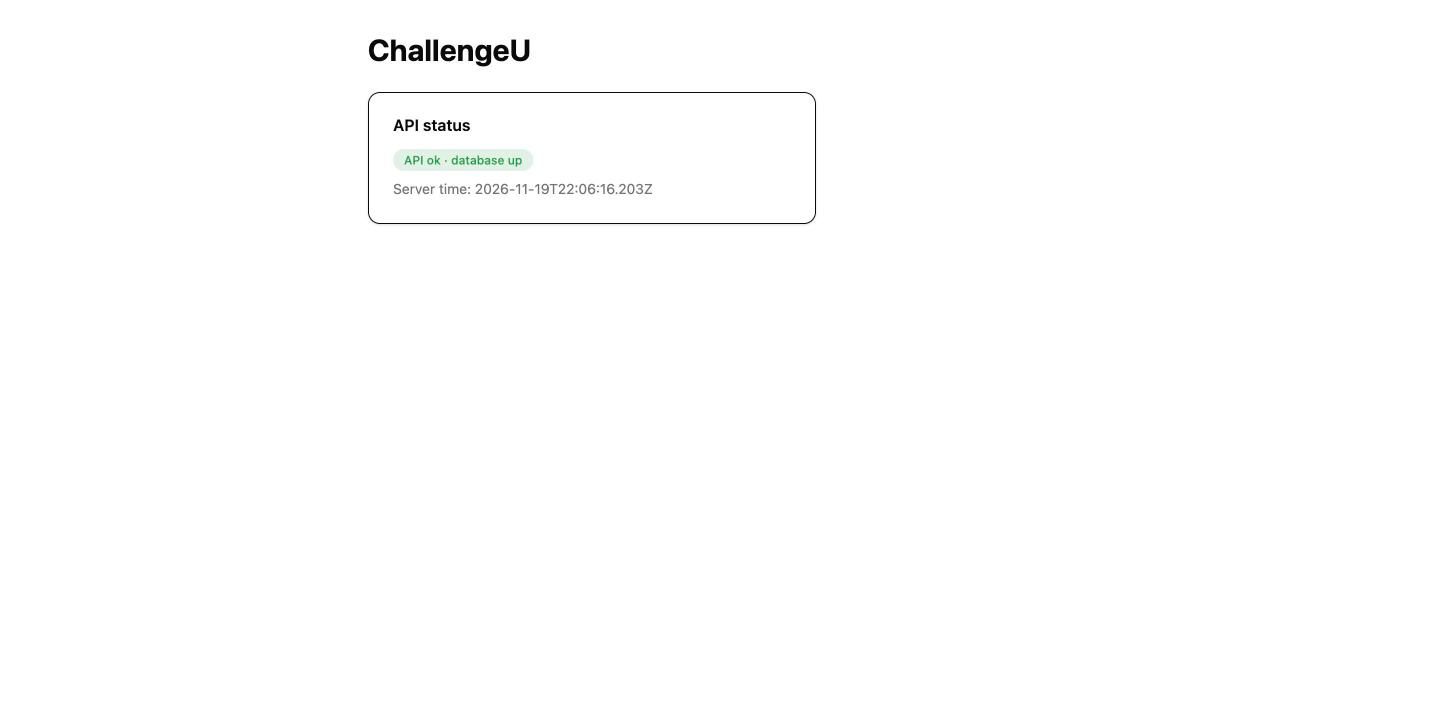 ChallengeU
API status
API ok · database up
Server time: 2026-11-19T22:06:16.203Z